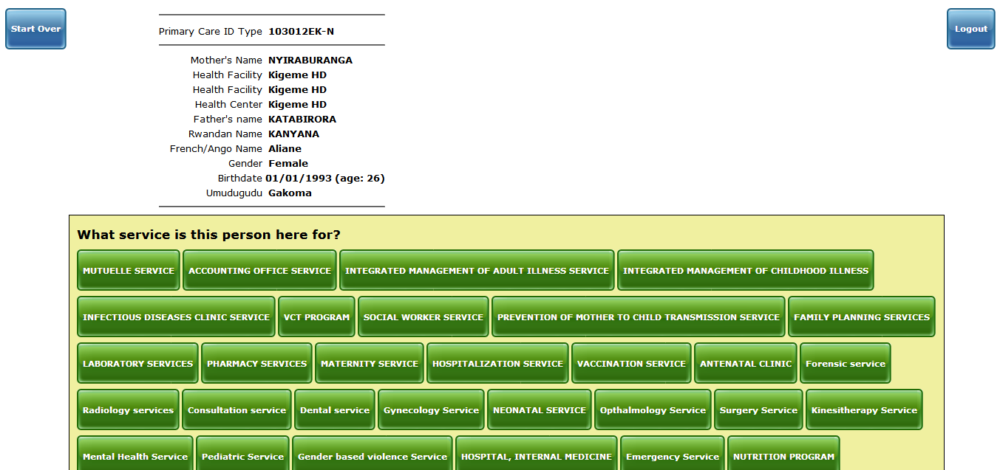 Start Over
Logout
Primary Care ID Type 103012EK-N
Mother's Name NYIRABURANGA
Health Facility Kigeme HD
Health Facility Kigeme HD
Health Center Kigeme HD
Father's name KATABIRORA
Rwandan Name KANYANA
French/Ango Name Aliane
Gender Female
Birthdate 01/01/1993 (age: 26)
Umudugudu Gakoma
What service is this person here for?
MUTUELLE SERVICE ACCOUNTING OFFICE SERVICE INTEGRATED MANAGEMENT OF ADULT ILLNESS SERVICE INTEGRATED MANAGEMENT OF CHILDHOOD ILLNESS
INFECTIOUS DISEASES CLINIC SERVICE VCT PROGRAM SOCIAL WORKER SERVICE PREVENTION OF MOTHER TO CHILD TRANSMISSION SERVICE FAMILY PLANNING SERVICES
LABORATORY SERVICES PHARMACY SERVICES MATERNITY SERVICE HOSPITALIZATION SERVICE VACCINATION SERVICE ANTENATAL CLINIC Forensic service
Radiology services Consultation service Dental service Gynecology Service NEONATAL SERVICE Opthalmology Service Surgery Service Kinesitherapy Service
Mental Health Service Pediatric Service Gender based violence Service HOSPITAL, INTERNAL MEDICINE Emergency Service NUTRITION PROGRAM